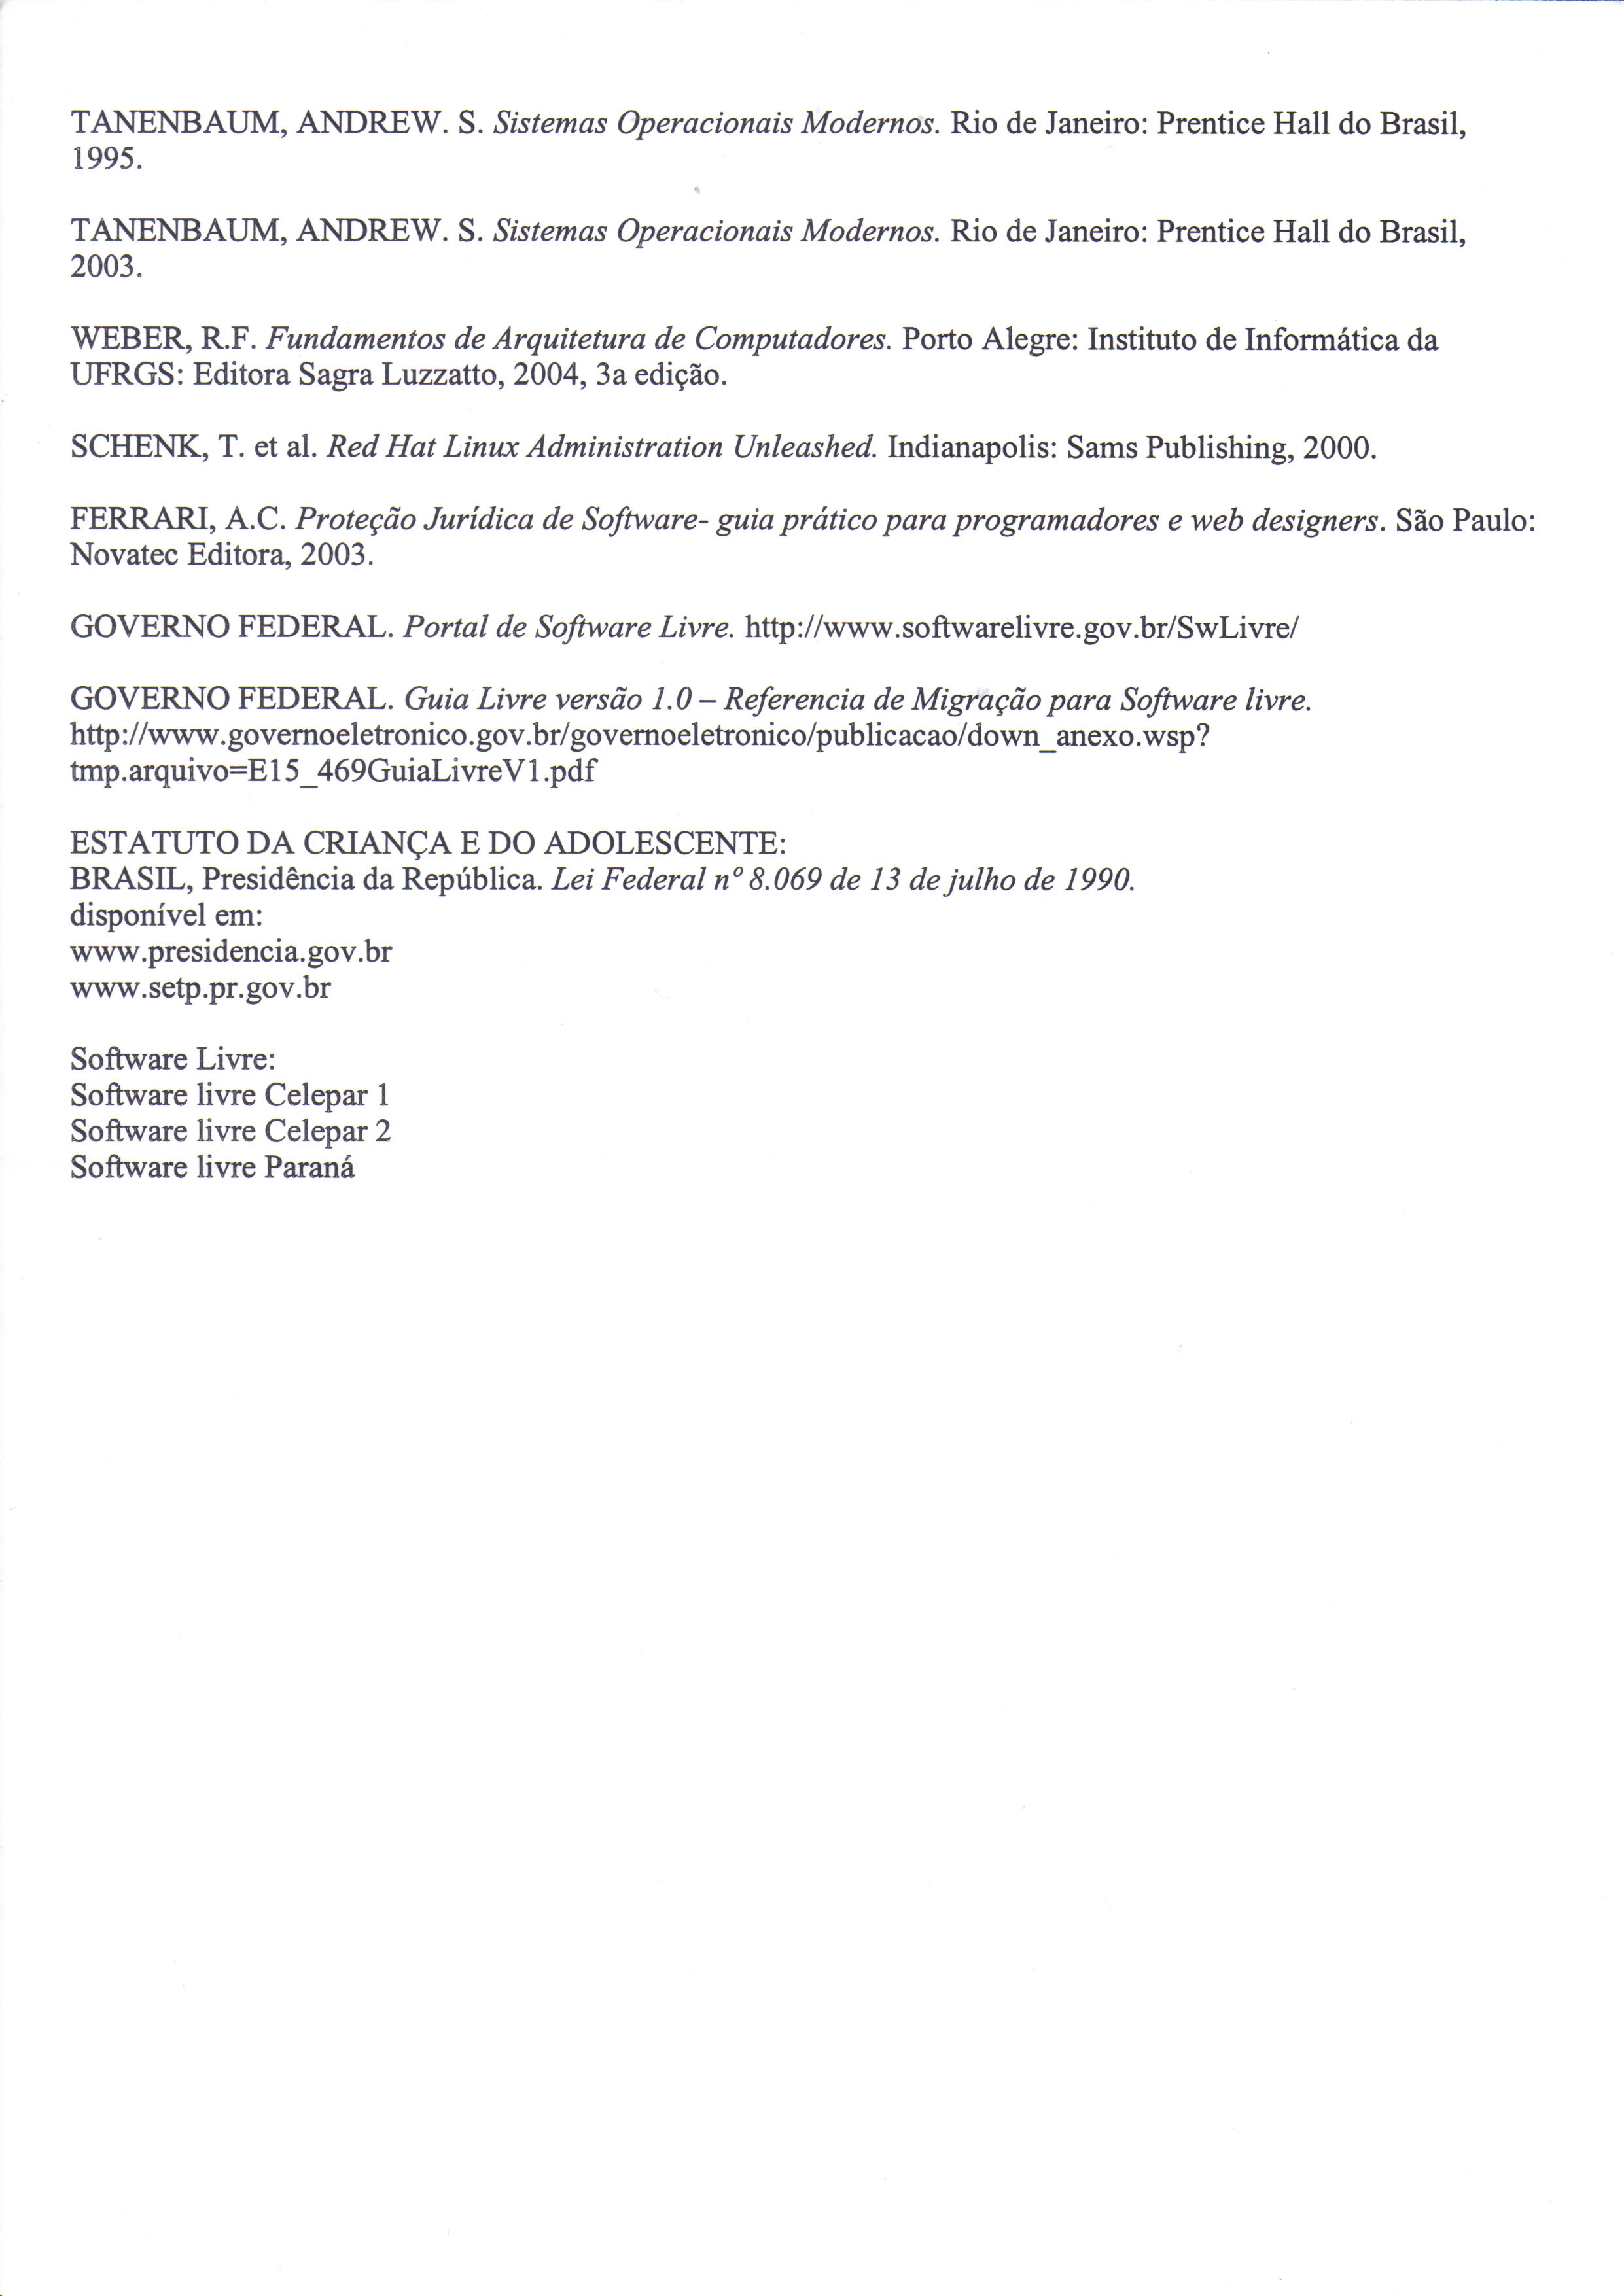 TANENBAUM, ANDREW. S. Sistemas Operacionais Modernos. Rio de Janeiro: Prentice Hall do Brasil,
1995.
TANENBAUM, ANDREW. S. Sistemas Operacionais Modernos. Rio de Janeiro: Prentice Hall do Brasil,
2003.
WEBER, R.F. Fundamentos de Arquitetura de Computadores. Porto Alegre: Instituto de Informática da
UFRGS: Editora Sagra Luzzatto, 2004, 3a edição.
SCHENK, T. et al. Red Hat Linux Administration Unleashed. Indianapolis: Sams Publishing, 2000.
FERRARI, A.C. Proteção Jurídica de Software- guia prático para programadores e web designers. São Paulo:
Novatec Editora, 2003.
GOVERNO FEDERAL. Portal de Software Livre. http://www.softwarelivre.gov.br/SwLivre/
GOVERNO FEDERAL. Guia Livre versão 1.0 – Referencia de Migração para Software livre.
http://www.governoeletronico.gov.br/governoeletronico/publicacao/down_anexo.wsp?
tmp.arquivo=E15_469GuiaLivreV1.pdf
ESTATUTO DA CRIANÇA E DO ADOLESCENTE:
BRASIL, Presidência da República. Lei Federal nº 8.069 de 13 de julho de 1990.
disponível em:
www.presidencia.gov.br
www.setp.pr.gov.br
Software Livre:
Software livre Celepar 1
Software livre Celepar 2
Software livre Paraná